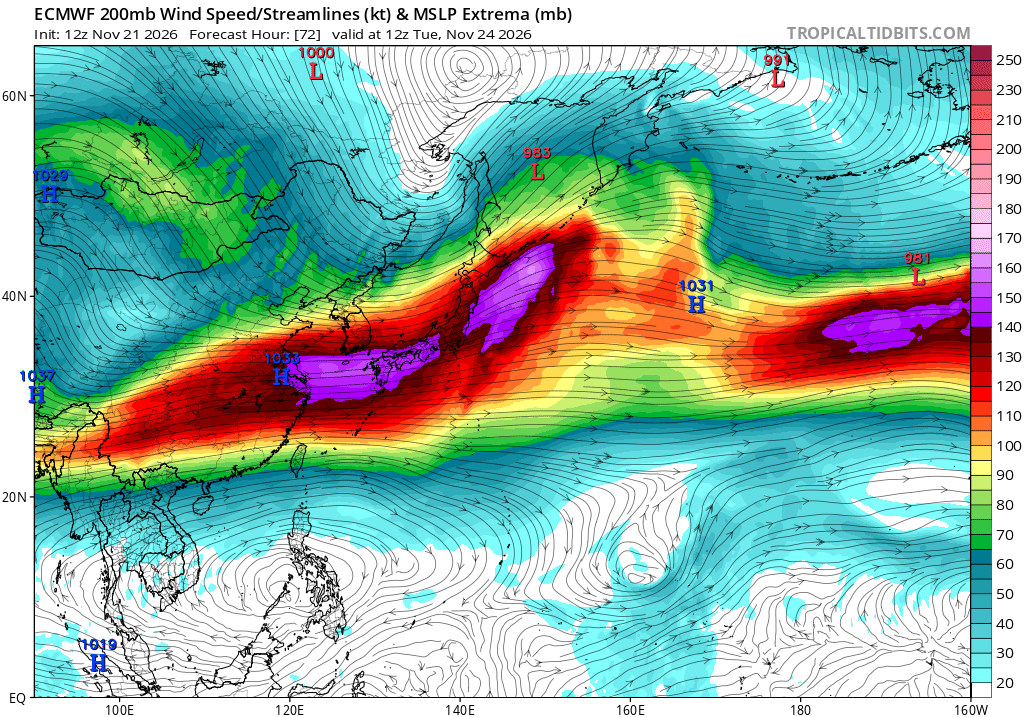 ECMWF 200mb Wind Speed/Streamlines (kt) & MSLP Extrema (mb)
Init: 12z Nov 21 2026 Forecast Hour: [72] valid at 12z Tue, Nov 24 2026
TROPICALTIDBITS.COM
1000
L
991
L
983
L
1029
H
981
L
1031
H
1033
H
1037
H
1019
H
60N
40N
20N
EQ
100E
120E
140E
160E
180
160W
250
230
210
200
190
180
170
160
150
140
130
120
110
100
90
80
70
60
50
40
30
20